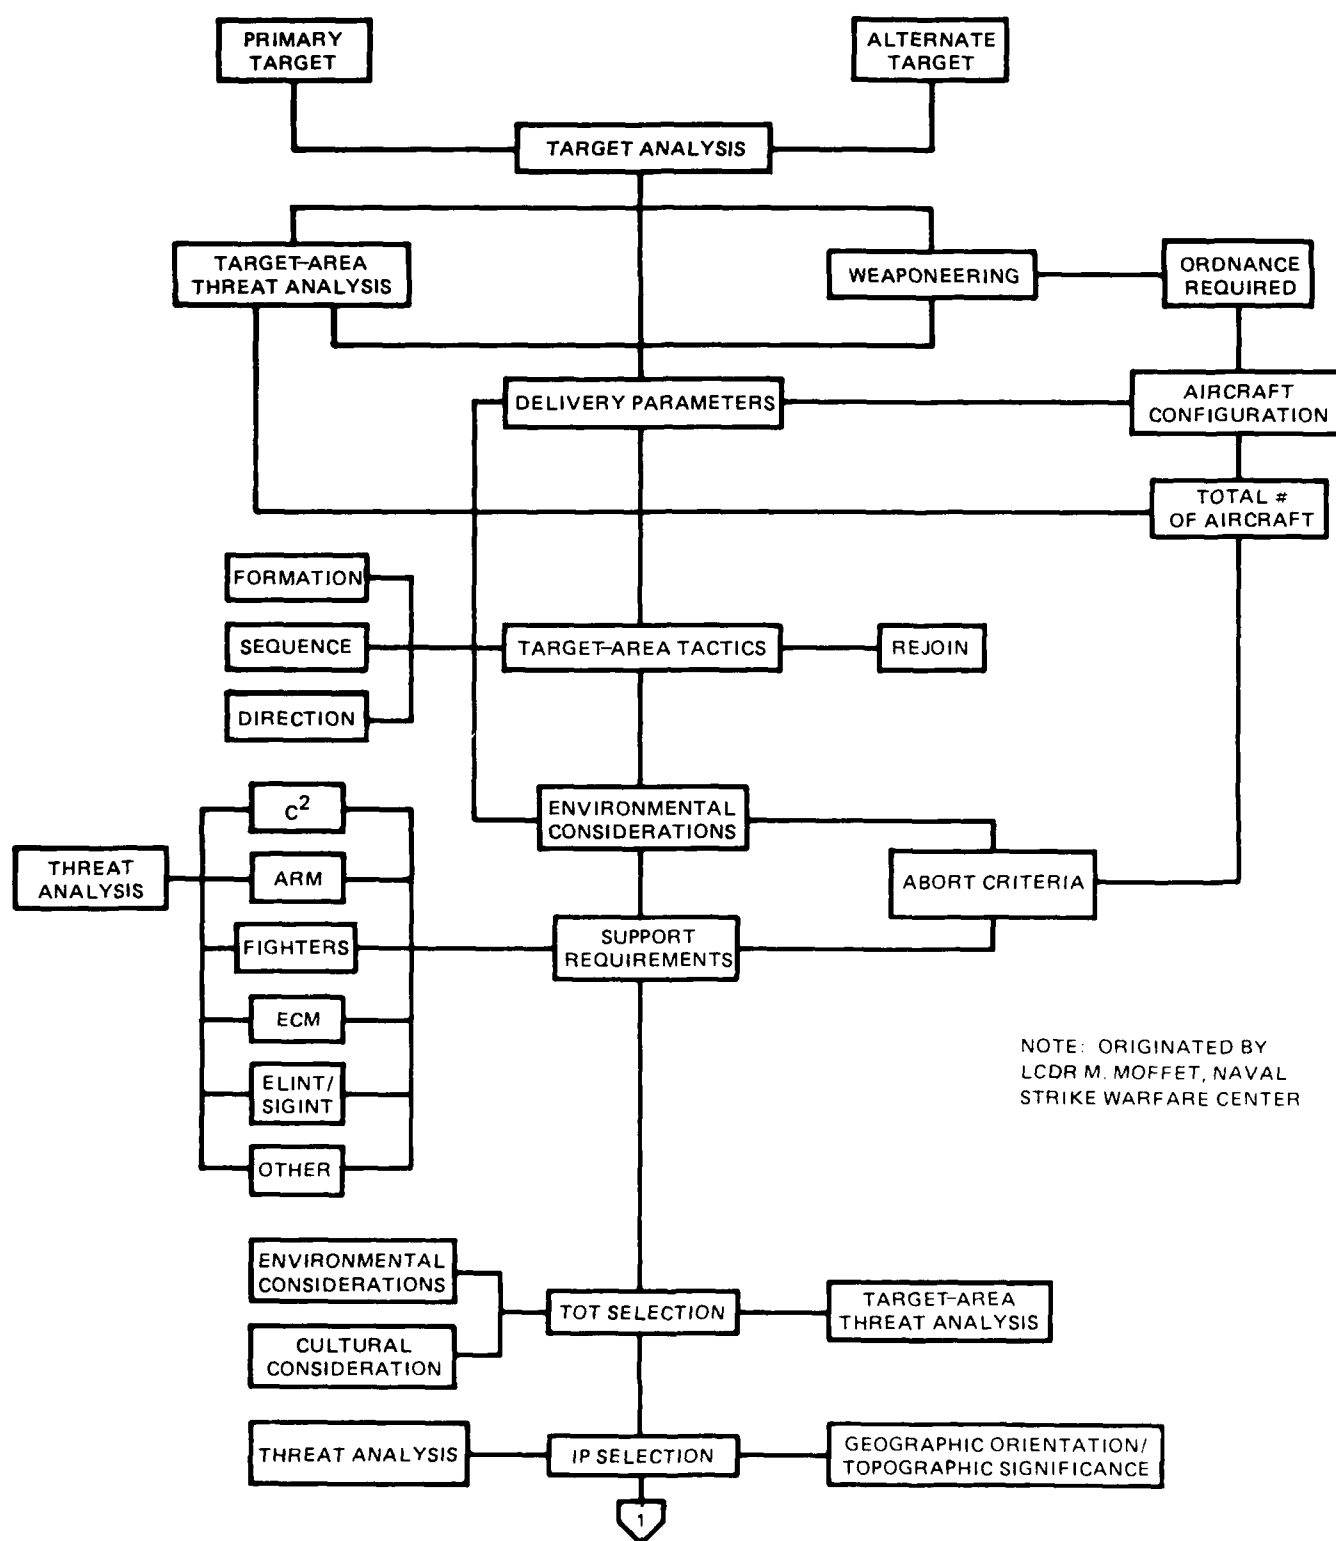 PRIMARY
TARGET
ALTERNATE
TARGET
TARGET ANALYSIS
TARGET-AREA
THREAT ANALYSIS
WEAPONEERING
ORDNANCE
REQUIRED
DELIVERY PARAMETERS
AIRCRAFT
CONFIGURATION
TOTAL #
OF AIRCRAFT
FORMATION
SEQUENCE
TARGET-AREA TACTICS
REJOIN
DIRECTION
C²
ENVIRONMENTAL
CONSIDERATIONS
THREAT
ANALYSIS
ARM
ABORT CRITERIA
FIGHTERS
SUPPORT
REQUIREMENTS
ECM
ELINT/
SIGINT
OTHER
NOTE: ORIGINATED BY
LCDR M. MOFFET, NAVAL
STRIKE WARFARE CENTER
ENVIRONMENTAL
CONSIDERATIONS
CULTURAL
CONSIDERATION
TOT SELECTION
TARGET-AREA
THREAT ANALYSIS
THREAT ANALYSIS
IP SELECTION
GEOGRAPHIC ORIENTATION/
TOPOGRAPHIC SIGNIFICANCE
1